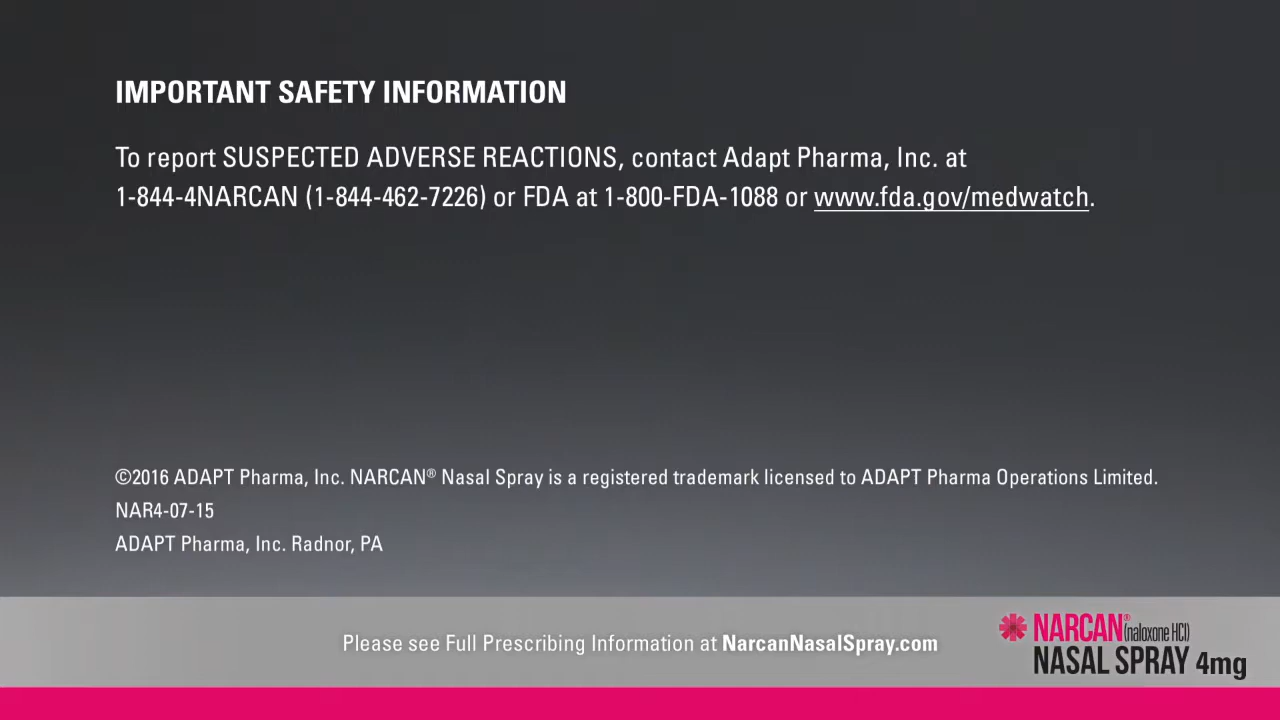 IMPORTANT SAFETY INFORMATION
To report SUSPECTED ADVERSE REACTIONS, contact Adapt Pharma, Inc. at
1-844-4NARCAN (1-844-462-7226) or FDA at 1-800-FDA-1088 or www.fda.gov/medwatch.
©2016 ADAPT Pharma, Inc. NARCAN® Nasal Spray is a registered trademark licensed to ADAPT Pharma Operations Limited.
NAR4-07-15
ADAPT Pharma, Inc. Radnor, PA
Please see Full Prescribing Information at NarcanNasalSpray.com
NARCAN® (naloxone HCl)
NASAL SPRAY 4mg